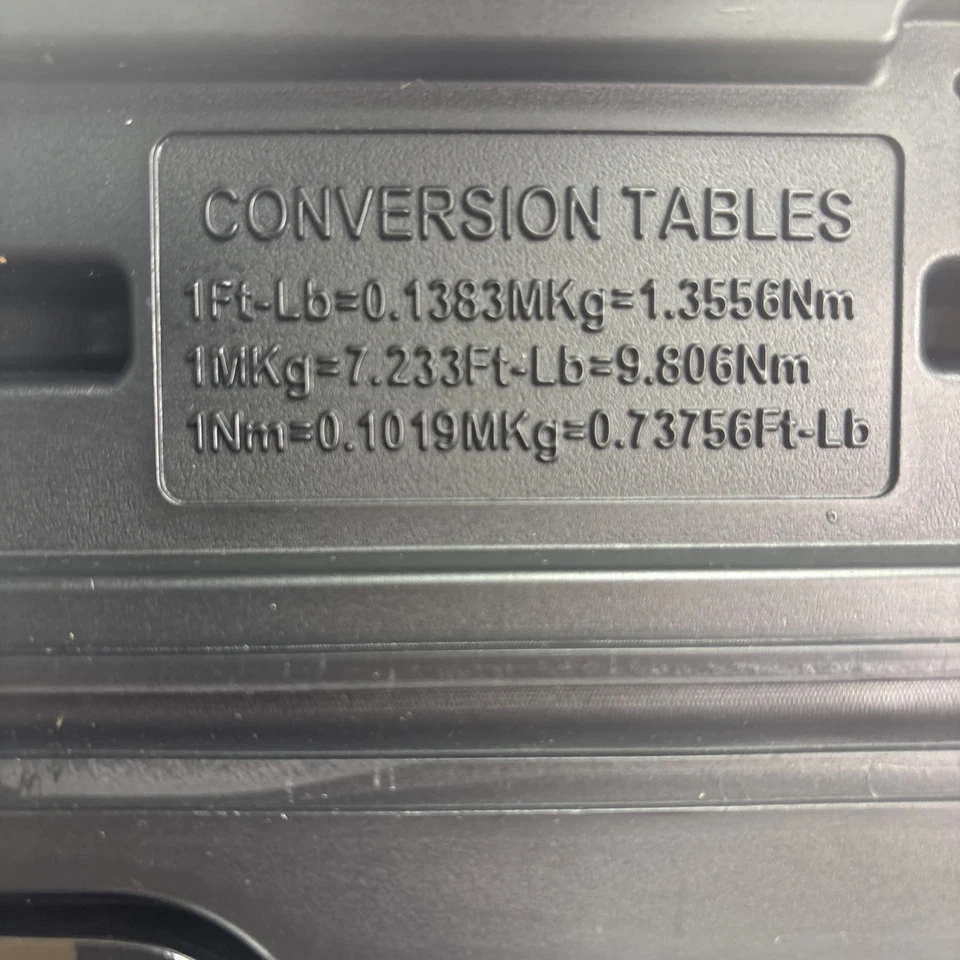 CONVERSION TABLES
1Ft-Lb=0.1383MKg=1.3556Nm
1MKg=7.233Ft-Lb=9.806Nm
1Nm=0.1019MKg=0.73756Ft-Lb